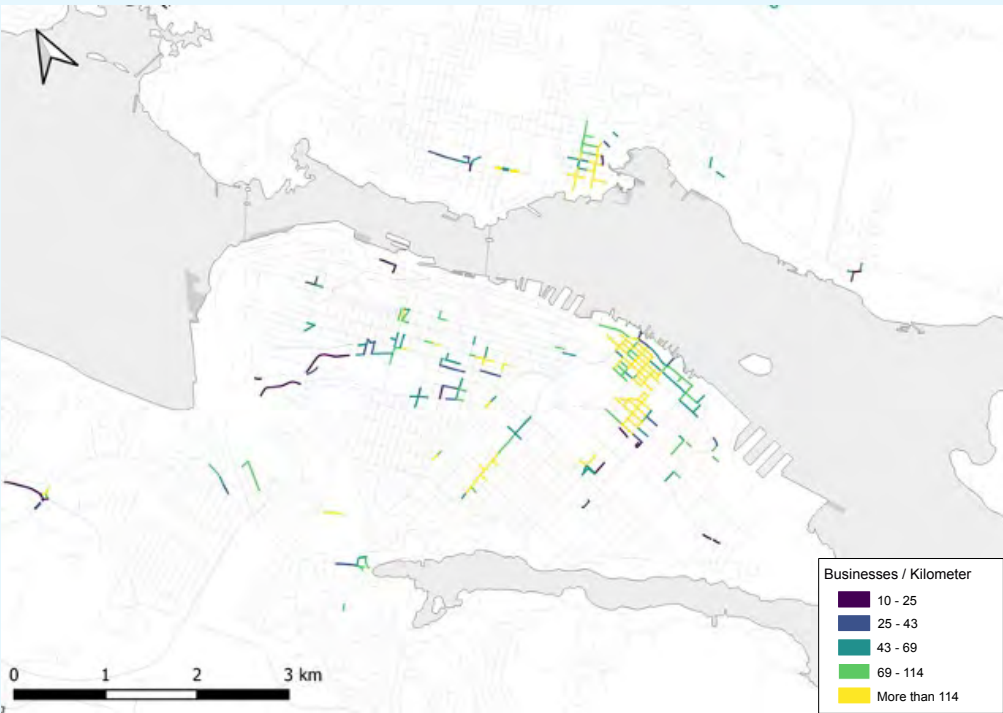 0 1 2 3 km
Businesses / Kilometer
10 - 25
25 - 43
43 - 69
69 - 114
More than 114